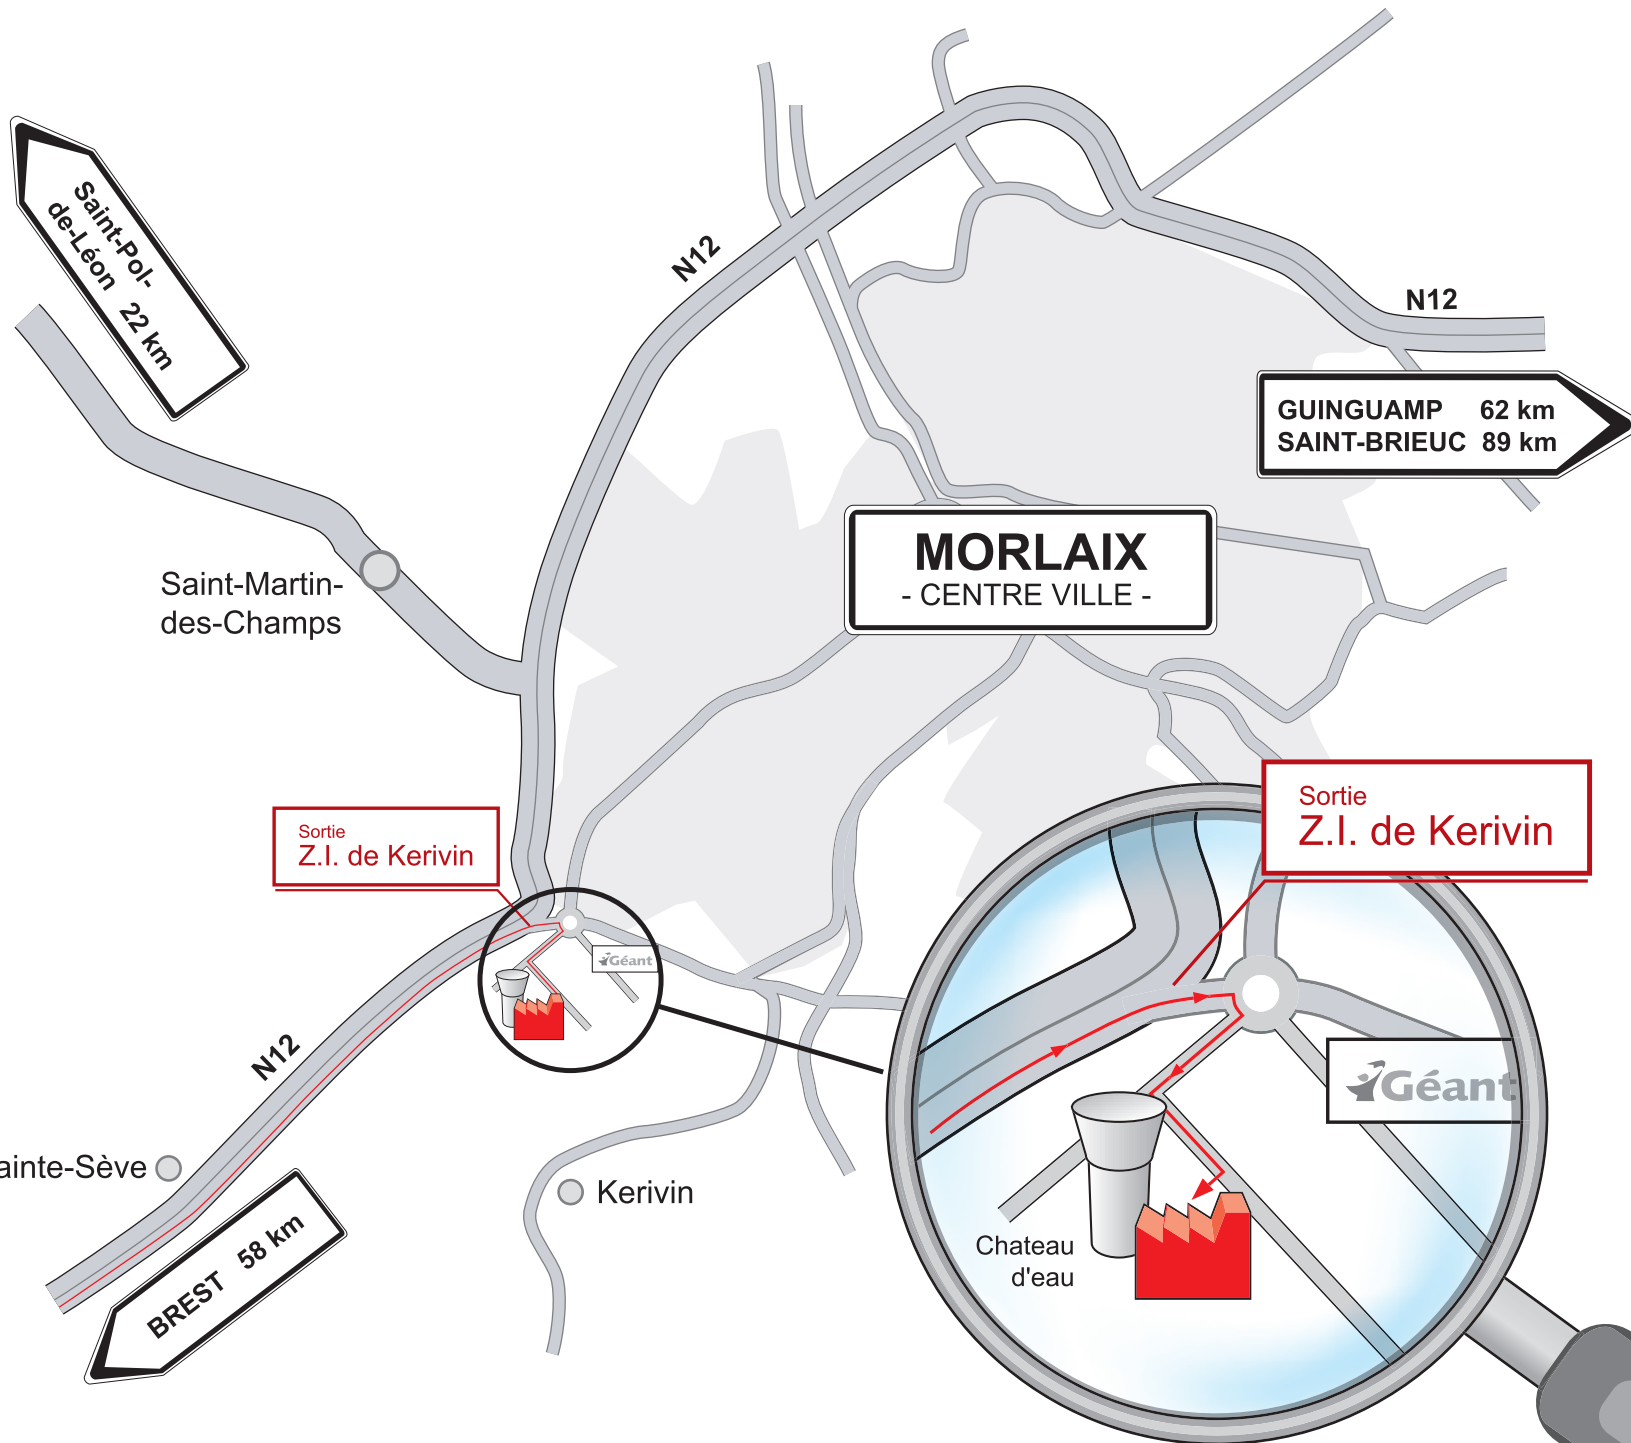 N12
N12
Saint-Pol-
de-Léon 22 km
GUINGUAMP 62 km
SAINT-BRIEUC 89 km
MORLAIX
- CENTRE VILLE -
Saint-Martin-
des-Champs
Sortie
Z.I. de Kerivin
Sortie
Z.I. de Kerivin
Géant
N12
Géant
ainte-Sève
Kerivin
BREST 58 km
Chateau
d'eau